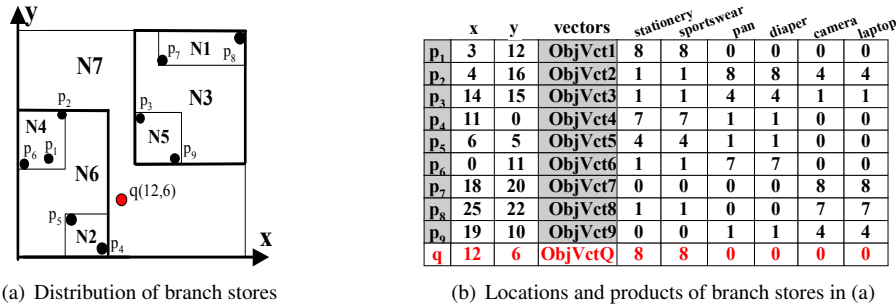 y
N7
N1
p7
p8
N3
p2
N4
p3
N5
p6
p1
p9
N6
q(12,6)
p5
N2
p4
x
(a) Distribution of branch stores
x y vectors stationery sportswear pan diaper camera laptop
p1 3 12 ObjVct1 8 8 0 0 0 0
p2 4 16 ObjVct2 1 1 8 8 4 4
p3 14 15 ObjVct3 1 1 4 4 1 1
p4 11 0 ObjVct4 7 7 1 1 0 0
p5 6 5 ObjVct5 4 4 1 1 0 0
p6 0 11 ObjVct6 1 1 7 7 0 0
p7 18 20 ObjVct7 0 0 0 0 8 8
p8 25 22 ObjVct8 1 1 0 0 7 7
p9 19 10 ObjVct9 0 0 1 1 4 4
q 12 6 ObjVctQ 8 8 0 0 0 0
(b) Locations and products of branch stores in (a)